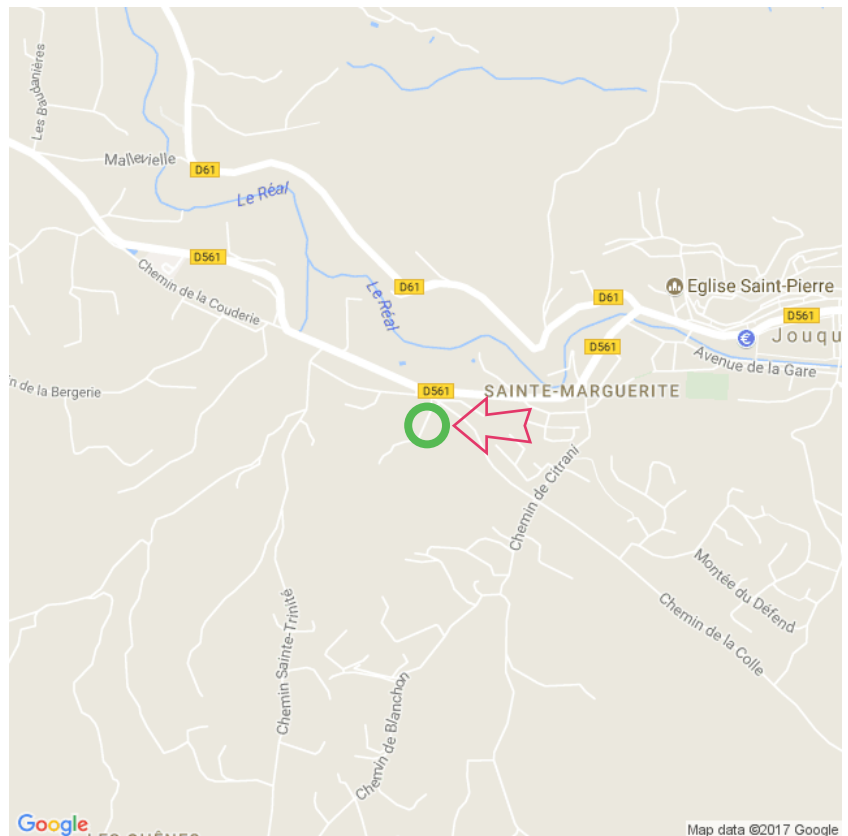 Les Baudanières
Mallevielle
D61
Le Réal
D561
Chemin de la Couderie
D61
Le Réal
D61
Eglise Saint-Pierre
D561
D561
€
Jouqu
Avenue de la Gare
in de la Bergerie
D561
SAINTE-MARGUERITE
Chemin de Citrani
Montée du Défend
Chemin de la Colle
Chemin Sainte-Trinité
Chemin de Blanchon
Google
LES CHÊNES
Map data ©2017 Google